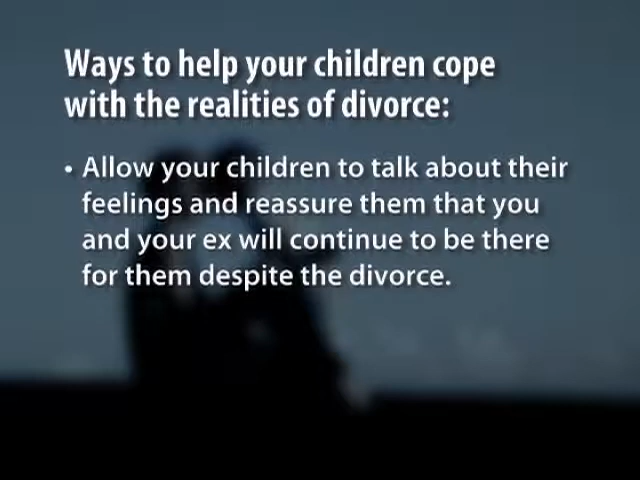 Ways to help your children cope
with the realities of divorce:
• Allow your children to talk about their
feelings and reassure them that you
and your ex will continue to be there
for them despite the divorce.